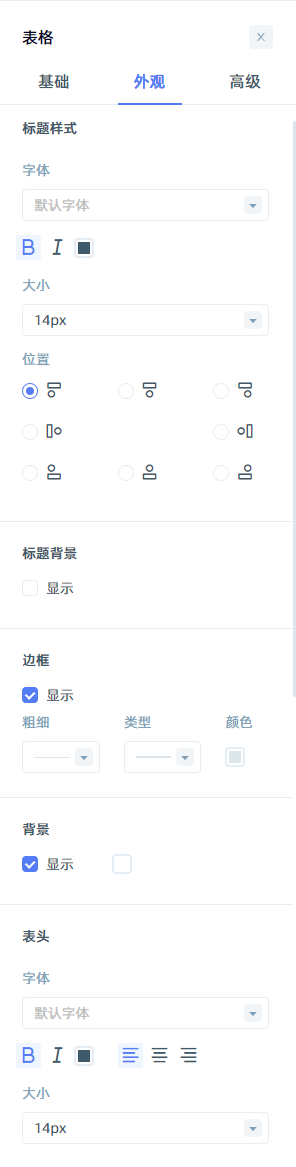 表格
X
基础 外观 高级
标题样式
字体
默认字体
B I
大小
14px
位置
标题背景
显示
边框
显示
粗细 类型 颜色
背景
显示
表头
字体
默认字体
B I
大小
14px